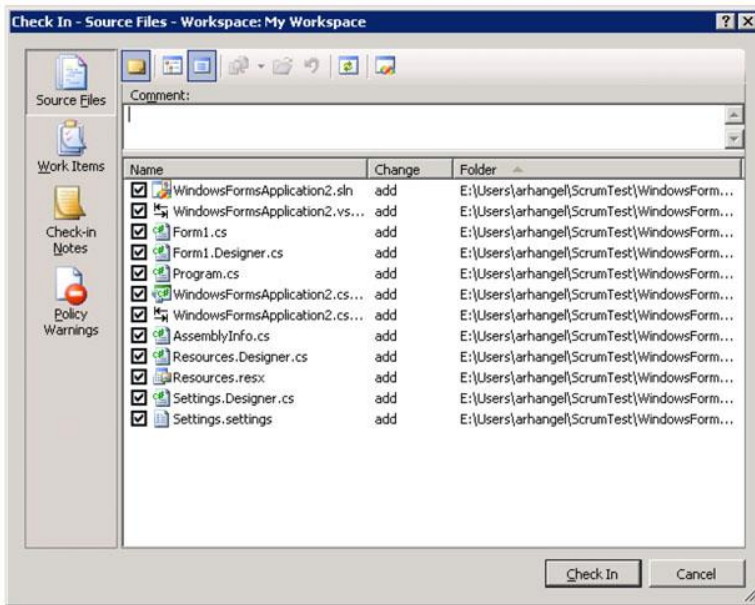 Check In - Source Files - Workspace: My Workspace
Source Files
Work Items
Check-in
Notes
Policy
Warnings
Comment:
Name Change Folder
WindowsFormsApplication2.sln add E:\Users\arhangel\ScrumTest\WindowsForm...
WindowsFormsApplication2.vs... add E:\Users\arhangel\ScrumTest\WindowsForm...
Form1.cs add E:\Users\arhangel\ScrumTest\WindowsForm...
Form1.Designer.cs add E:\Users\arhangel\ScrumTest\WindowsForm...
Program.cs add E:\Users\arhangel\ScrumTest\WindowsForm...
WindowsFormsApplication2.cs... add E:\Users\arhangel\ScrumTest\WindowsForm...
WindowsFormsApplication2.cs... add E:\Users\arhangel\ScrumTest\WindowsForm...
AssemblyInfo.cs add E:\Users\arhangel\ScrumTest\WindowsForm...
Resources.Designer.cs add E:\Users\arhangel\ScrumTest\WindowsForm...
Resources.resx add E:\Users\arhangel\ScrumTest\WindowsForm...
Settings.Designer.cs add E:\Users\arhangel\ScrumTest\WindowsForm...
Settings.settings add E:\Users\arhangel\ScrumTest\WindowsForm...
Check In Cancel